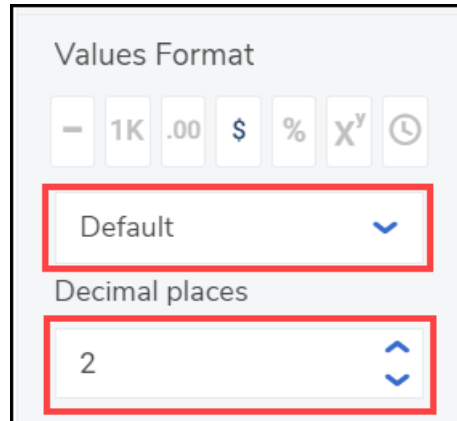 Values Format
− 1K .00 $ % Xʸ
Default
Decimal places
2